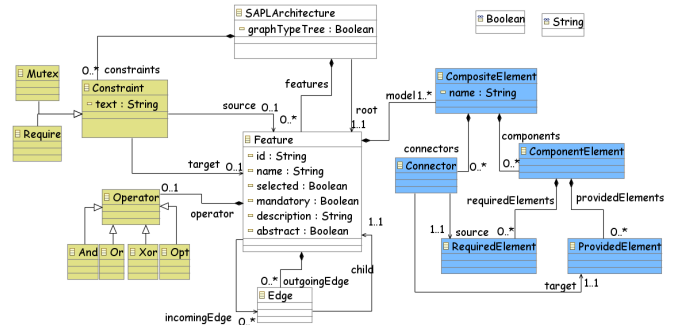 SAPLArchitecture
graphTypeTree : Boolean
Boolean
String
0..* constraints
features
Mutex
Constraint
text : String
Require
source 0..1
0..*
root
1..1
model 1..*
CompositeElement
name : String
connectors
components
0..*
0..*
Connector
ComponentElement
Feature
id : String
name : String
selected : Boolean
mandatory : Boolean
description : String
abstract : Boolean
target 0..1
0..1
operator
Operator
And
Or
Xor
Opt
1..1
child
requiredElements
providedElements
1..1
source 0..*
0..*
RequiredElement
ProvidedElement
target
1..1
0..* outgoingEdge
Edge
incomingEdge 0..*